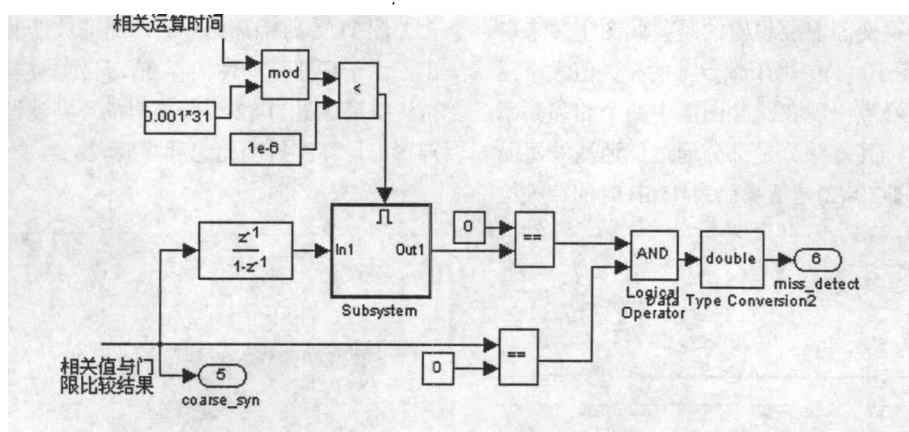 相关运算时间
mod
<
0.001*31
1e-6
z-1
1-z-1
In1
Out1
Subsystem
0
==
AND
Logical
Operator
double
Data Type Conversion2
6
miss_detect
相关值与门
限比较结果
5
coarse_syn
0
==